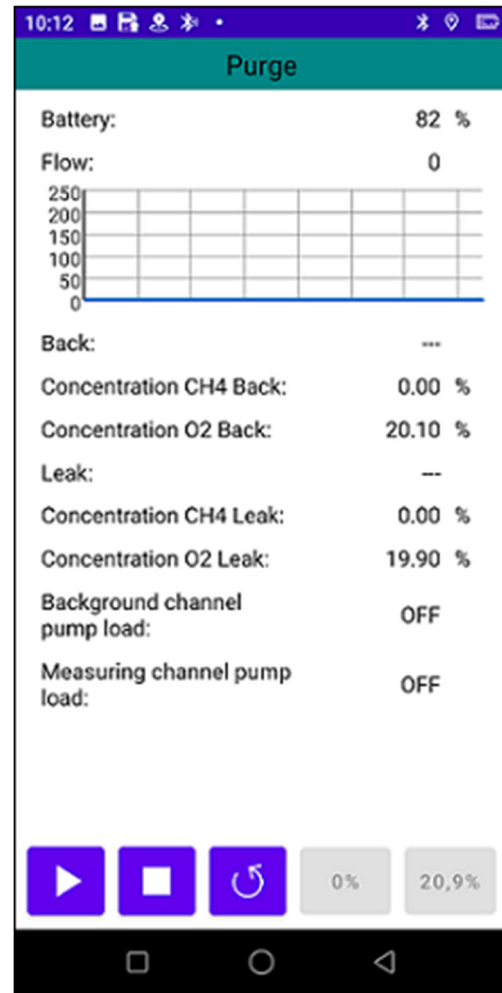 10:12
Purge
Battery: 82 %
Flow: 0
250
200
150
100
50
0
Back: ---
Concentration CH4 Back: 0.00 %
Concentration O2 Back: 20.10 %
Leak: ---
Concentration CH4 Leak: 0.00 %
Concentration O2 Leak: 19.90 %
Background channel
pump load: OFF
Measuring channel pump
load: OFF
0% 20,9%